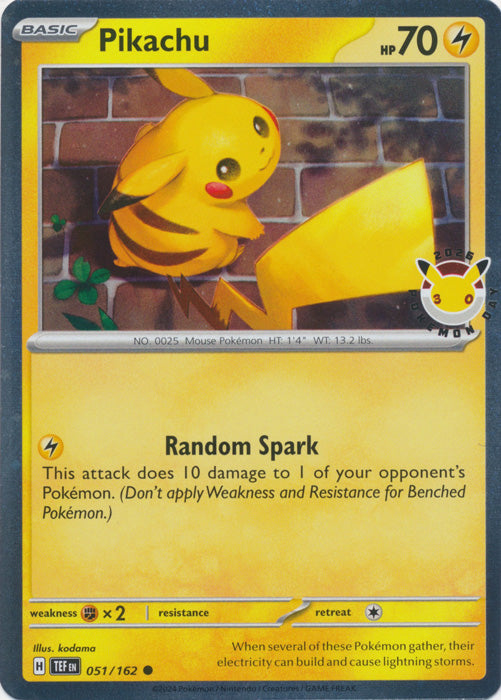 BASIC
Pikachu
HP 70
2026
30
POKÉMON DAY
NO. 0025 Mouse Pokémon HT: 1'4" WT: 13.2 lbs.
Random Spark
This attack does 10 damage to 1 of your opponent's
Pokémon. (Don't apply Weakness and Resistance for Benched
Pokémon.)
weakness ×2 resistance retreat
Illus. kodama
H TEF EN 051/162
When several of these Pokémon gather, their
electricity can build and cause lightning storms.
©2024 Pokémon / Nintendo / Creatures / GAME FREAK